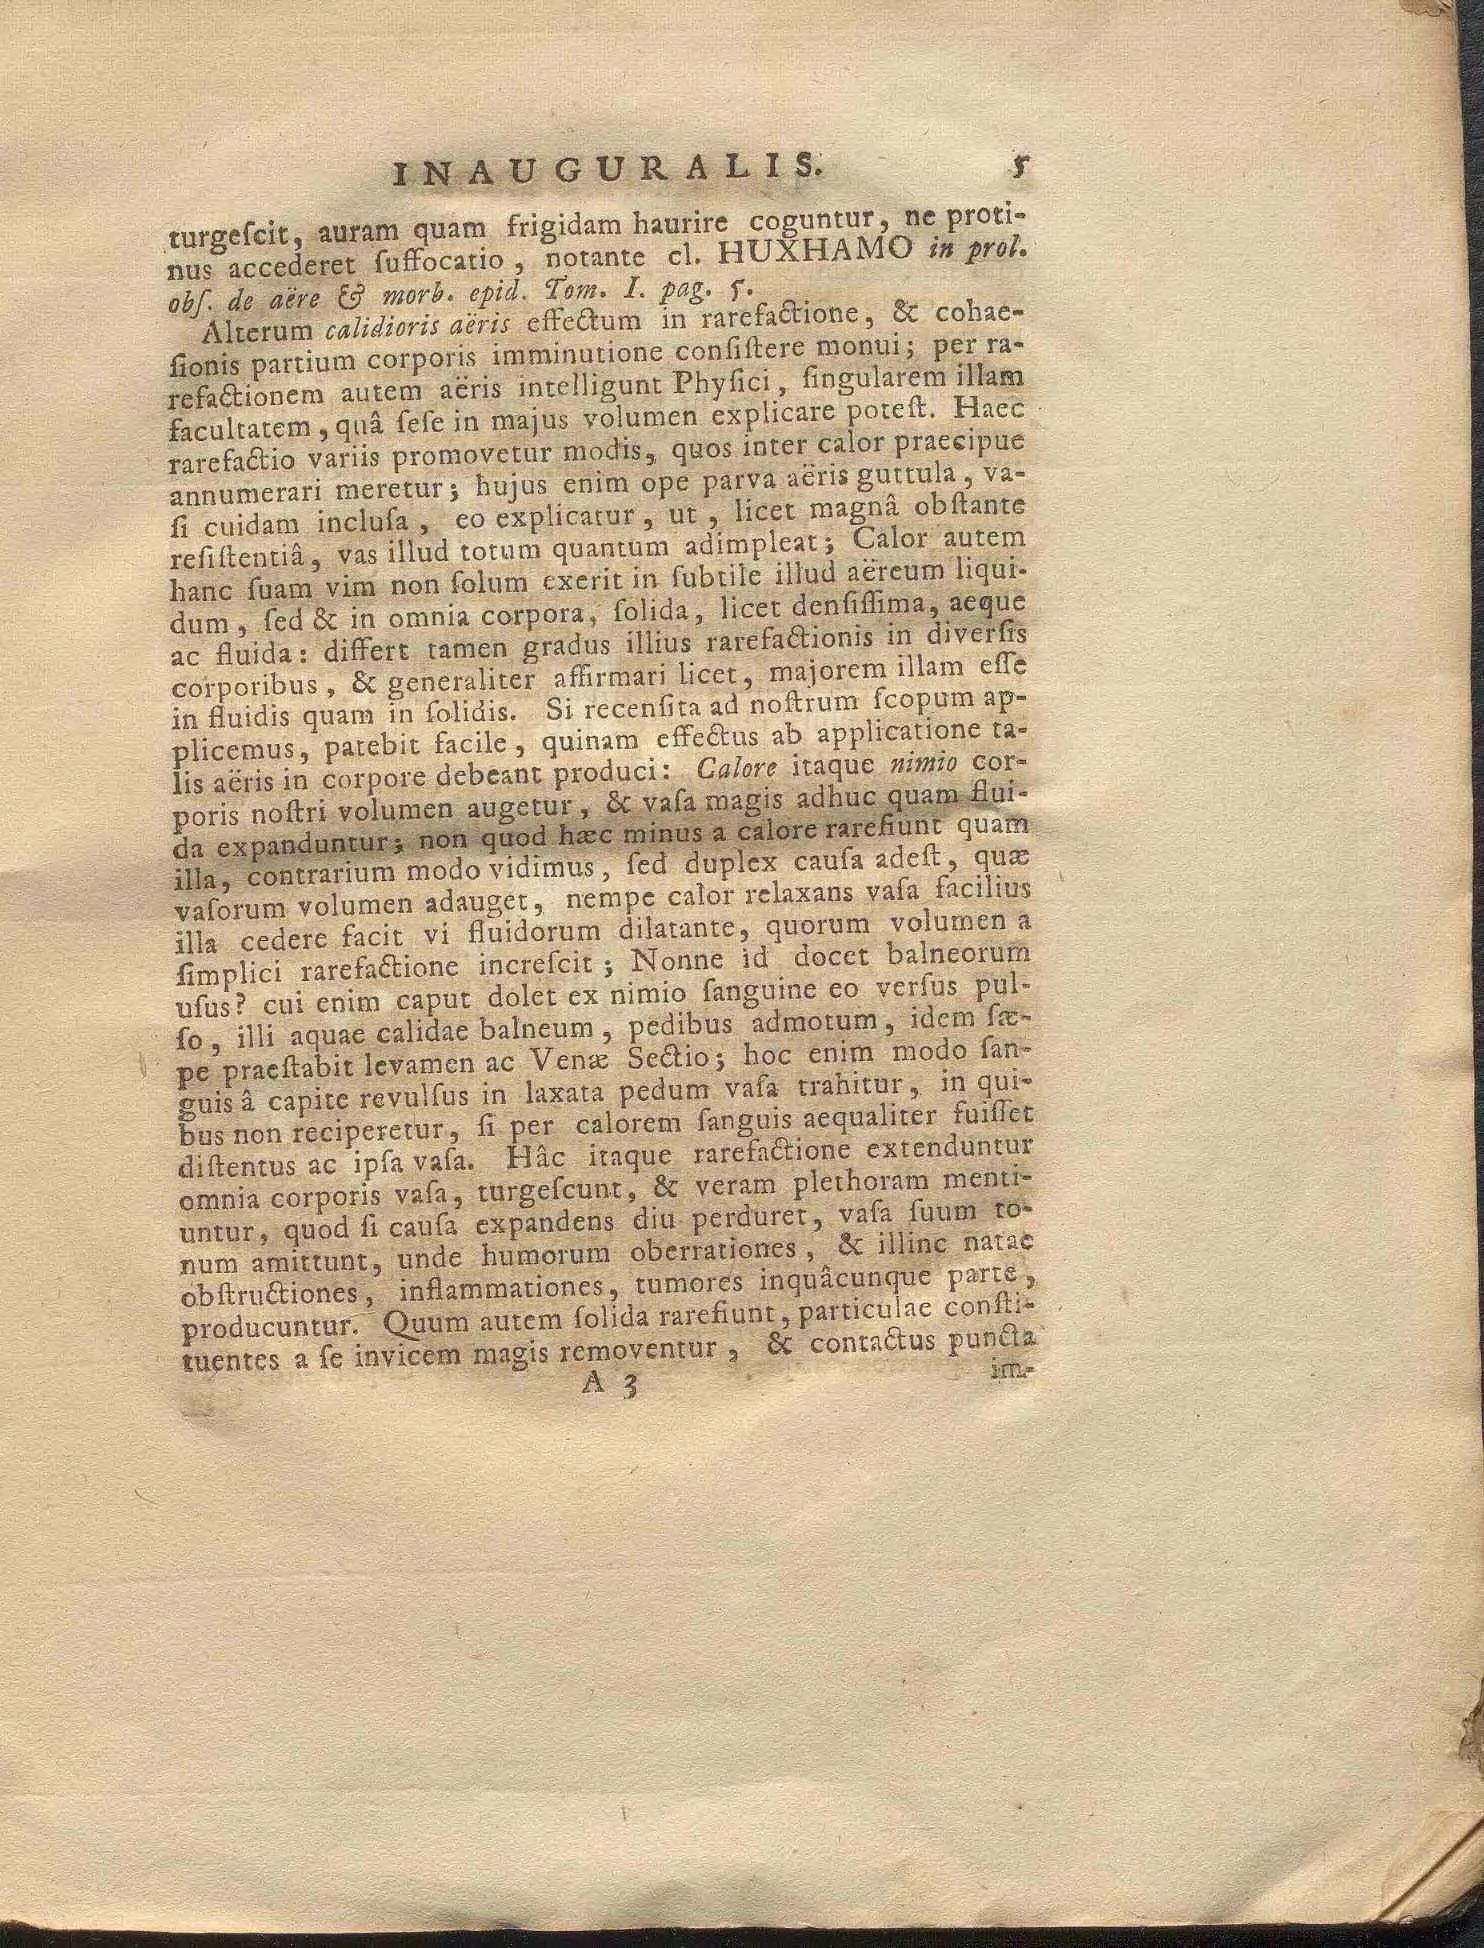 INAUGURALIS. 5
turgeſcit, auram quam frigidam haurire coguntur, ne proti-
nus accederet ſuffocatio, notante cl. HUXHAMO in prol.
obſ. de aëre & morb. epid. Tom. I. pag. 5.
Alterum calidioris aëris effectum in rarefactione, & cohae-
ſionis partium corporis imminutione conſiſtere monui; per ra-
refactionem autem aëris intelligunt Phyſici, ſingularem illam
facultatem, quâ ſeſe in majus volumen explicare poteſt. Haec
rarefactio variis promovetur modis, quos inter calor praecipue
annumerari meretur; hujus enim ope parva aëris guttula, va-
ſi cuidam incluſa, eo explicatur, ut, licet magnâ obſtante
reſiſtentiâ, vas illud totum quantum adimpleat; Calor autem
hanc ſuam vim non ſolum exerit in ſubtile illud aëreum liqui-
dum, ſed & in omnia corpora, ſolida, licet denſiſſima, aeque
ac fluida: differt tamen gradus illius rarefactionis in diverſis
corporibus, & generaliter affirmari licet, majorem illam eſſe
in fluidis quam in ſolidis. Si recenſita ad noſtrum ſcopum ap-
plicemus, patebit facile, quinam effectus ab applicatione ta-
lis aëris in corpore debeant produci: Calore itaque nimio cor-
poris noſtri volumen augetur, & vaſa magis adhuc quam flui-
da expanduntur; non quod hæc minus a calore rarefiunt quam
illa, contrarium modo vidimus, ſed duplex cauſa adeſt, quæ
vaſorum volumen adauget, nempe calor relaxans vaſa facilius
illa cedere facit vi fluidorum dilatante, quorum volumen a
ſimplici rarefactione increſcit; Nonne id docet balneorum
uſus? cui enim caput dolet ex nimio ſanguine eo verſus pul-
ſo, illi aquae calidae balneum, pedibus admotum, idem ſæ-
pe praeſtabit levamen ac Venæ Sectio; hoc enim modo ſan-
guis â capite revulſus in laxata pedum vaſa trahitur, in qui-
bus non reciperetur, ſi per calorem ſanguis aequaliter fuiſſet
diſtentus ac ipſa vaſa. Hâc itaque rarefactione extenduntur
omnia corporis vaſa, turgeſcunt, & veram plethoram menti-
untur, quod ſi cauſa expandens diu perduret, vaſa ſuum to-
num amittunt, unde humorum oberrationes, & illinc natae
obſtructiones, inflammationes, tumores inquâcunque parte,
producuntur. Quum autem ſolida rarefiunt, particulae conſti-
tuentes a ſe invicem magis removentur, & contactus puncta
A 3 im-